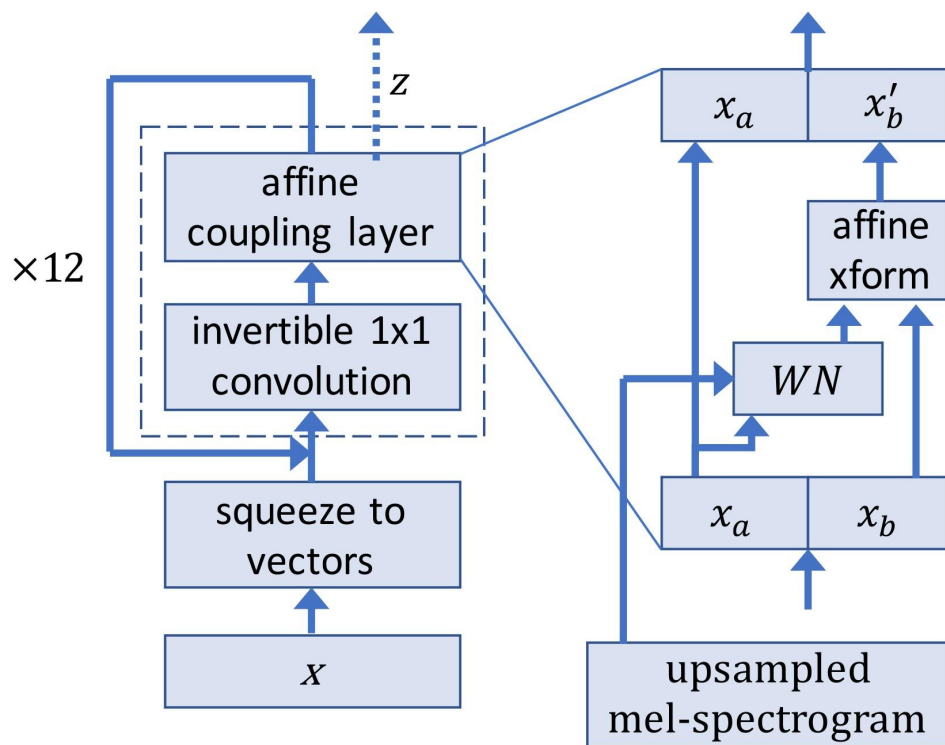 z
affine
coupling layer
×12
invertible 1x1
convolution
squeeze to
vectors
x
x_a
x_b′
affine
xform
WN
x_a
x_b
upsampled
mel-spectrogram